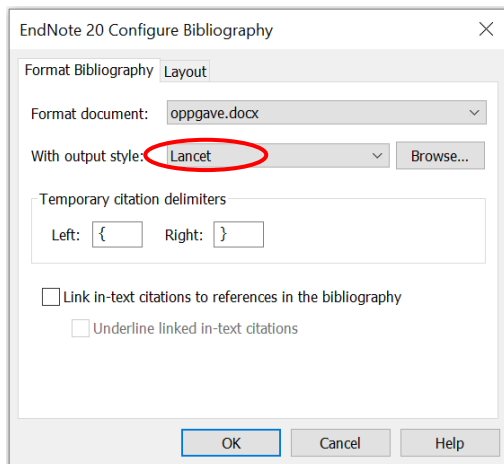 EndNote 20 Configure Bibliography
Format Bibliography Layout
Format document: oppgave.docx
With output style: Lancet Browse...
Temporary citation delimiters
Left: { Right: }
Link in-text citations to references in the bibliography
Underline linked in-text citations
OK Cancel Help